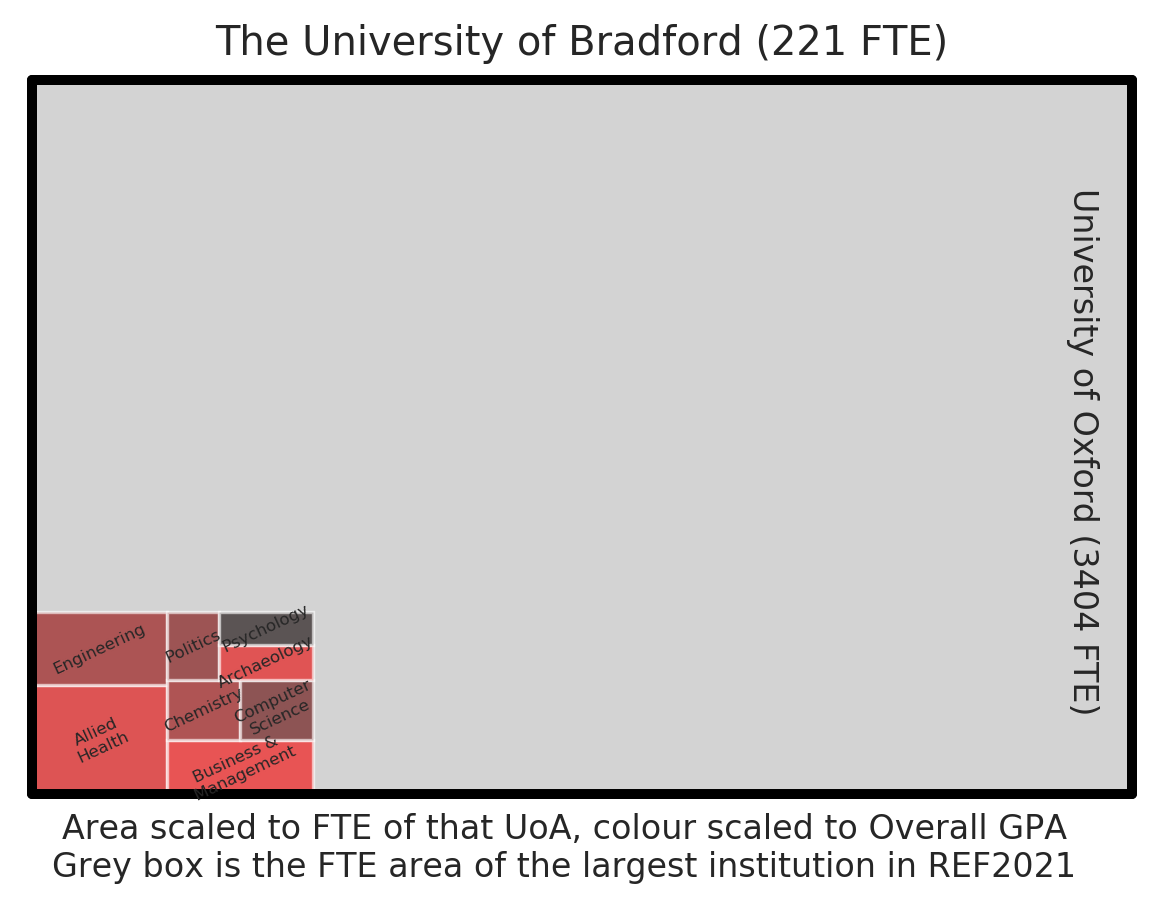 The University of Bradford (221 FTE)
University of Oxford (3404 FTE)
Engineering
Politics
Psychology
Archaeology
Allied
Health
Chemistry
Computer
Science
Business &
Management
Area scaled to FTE of that UoA, colour scaled to Overall GPA
Grey box is the FTE area of the largest institution in REF2021